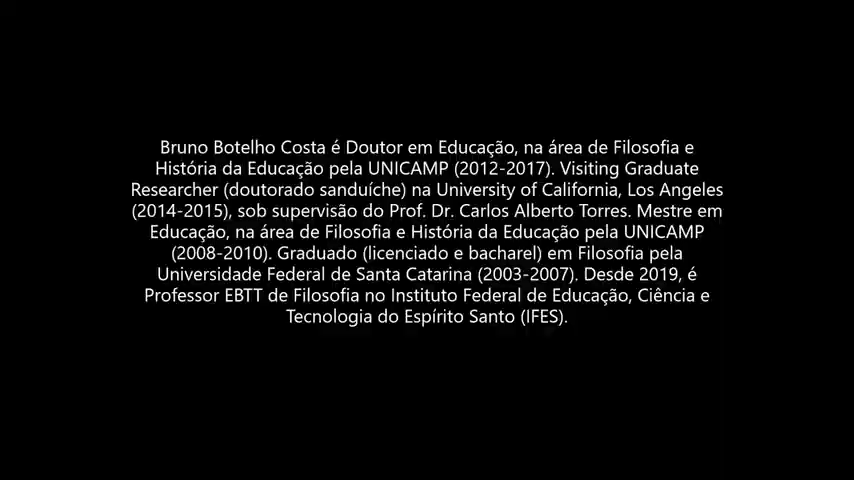 Bruno Botelho Costa é Doutor em Educação, na área de Filosofia e
História da Educação pela UNICAMP (2012-2017). Visiting Graduate
Researcher (doutorado sanduíche) na University of California, Los Angeles
(2014-2015), sob supervisão do Prof. Dr. Carlos Alberto Torres. Mestre em
Educação, na área de Filosofia e História da Educação pela UNICAMP
(2008-2010). Graduado (licenciado e bacharel) em Filosofia pela
Universidade Federal de Santa Catarina (2003-2007). Desde 2019, é
Professor EBTT de Filosofia no Instituto Federal de Educação, Ciência e
Tecnologia do Espírito Santo (IFES).